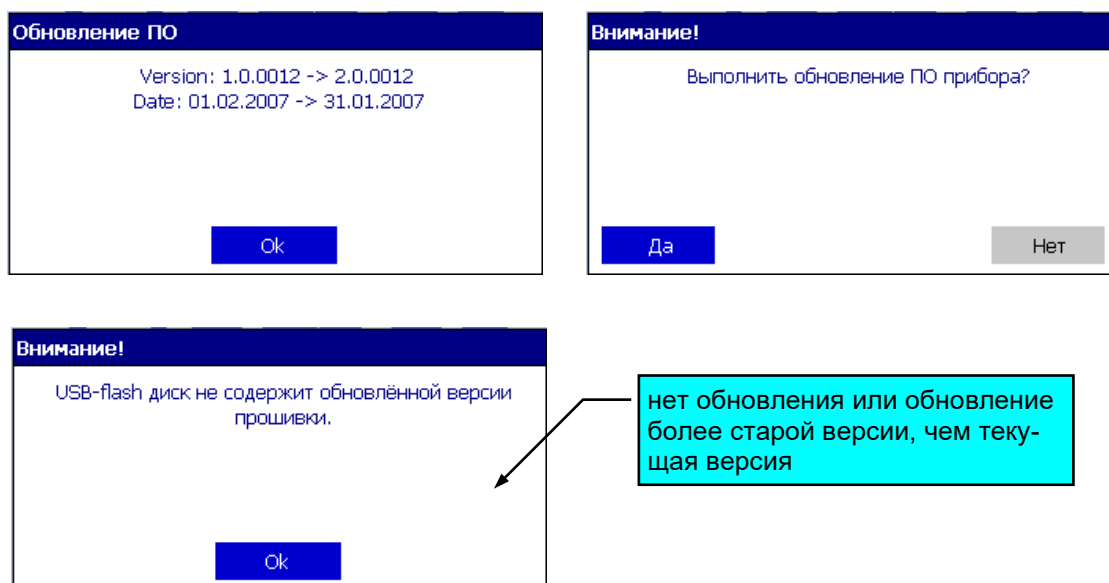 Обновление ПО
Version: 1.0.0012 -> 2.0.0012
Date: 01.02.2007 -> 31.01.2007
Ok
Внимание!
Выполнить обновление ПО прибора?
Да
Нет
Внимание!
USB-flash диск не содержит обновлённой версии
прошивки.
Ok
нет обновления или обновление
более старой версии, чем теку-
щая версия